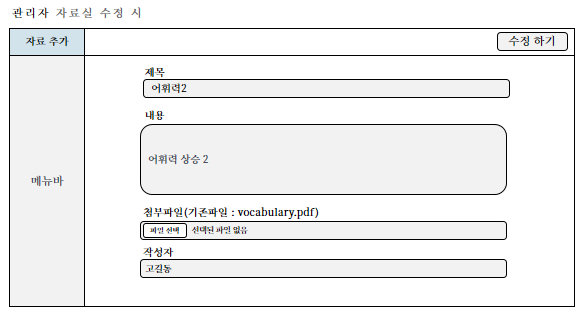 관리자 자료실 수정 시
자료 추가
수정 하기
메뉴바
제목
어휘력2
내용
어휘력 상승 2
첨부파일(기존파일 : vocabulary.pdf)
파일 선택 선택된 파일 없음
작성자
고길동